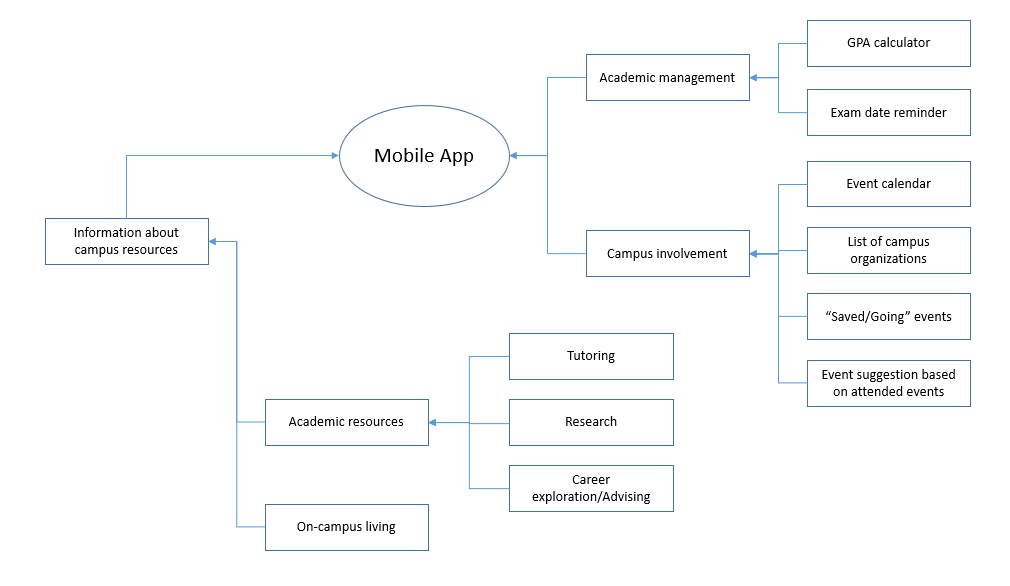 Mobile App
Academic management
GPA calculator
Exam date reminder
Campus involvement
Event calendar
List of campus
organizations
“Saved/Going” events
Event suggestion based
on attended events
Information about
campus resources
Academic resources
Tutoring
Research
Career
exploration/Advising
On-campus living